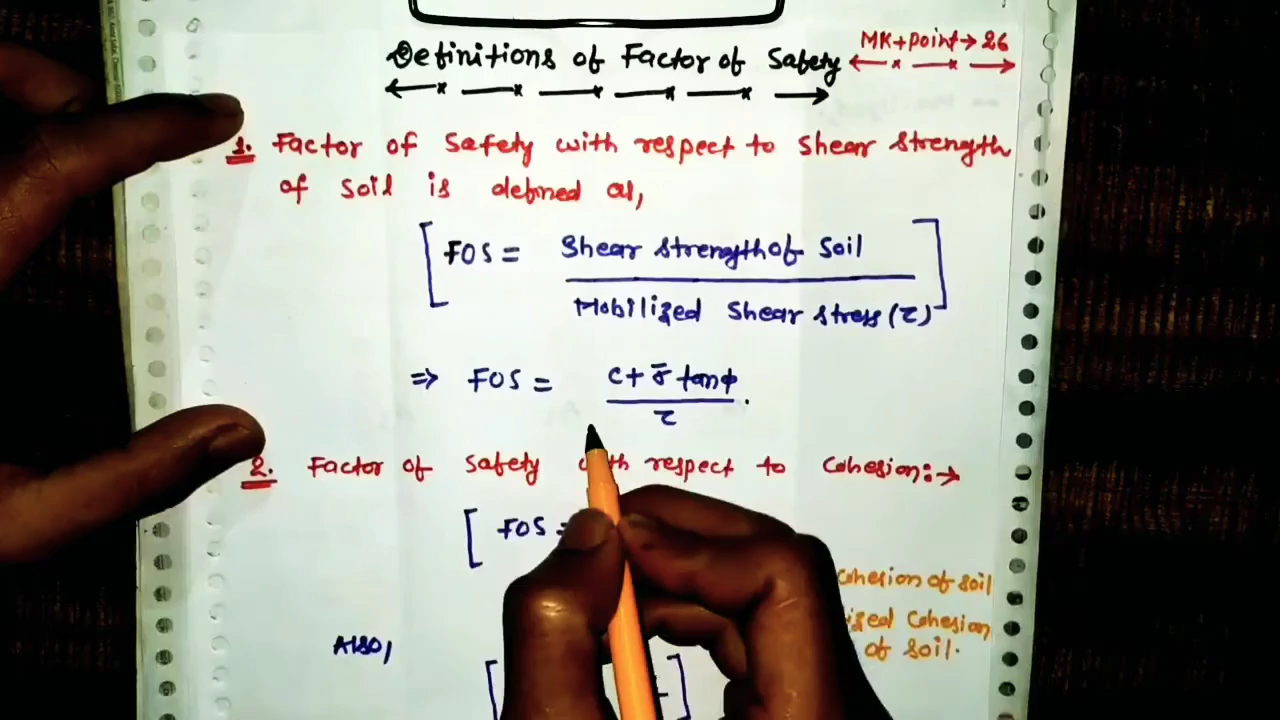 Definitions of Factor of Safety
MK+Point→26
1. Factor of Safety with respect to Shear Strength
of Soil is defined as,
FOS = Shear Strength of Soil
Mobilized Shear Stress (τ)
⇒ FOS = C + σ̄ tanφ
τ
2. Factor of Safety respect to Cohesion:→
FOS =
Cohesion of soil
Cohesion
of soil.
Also,